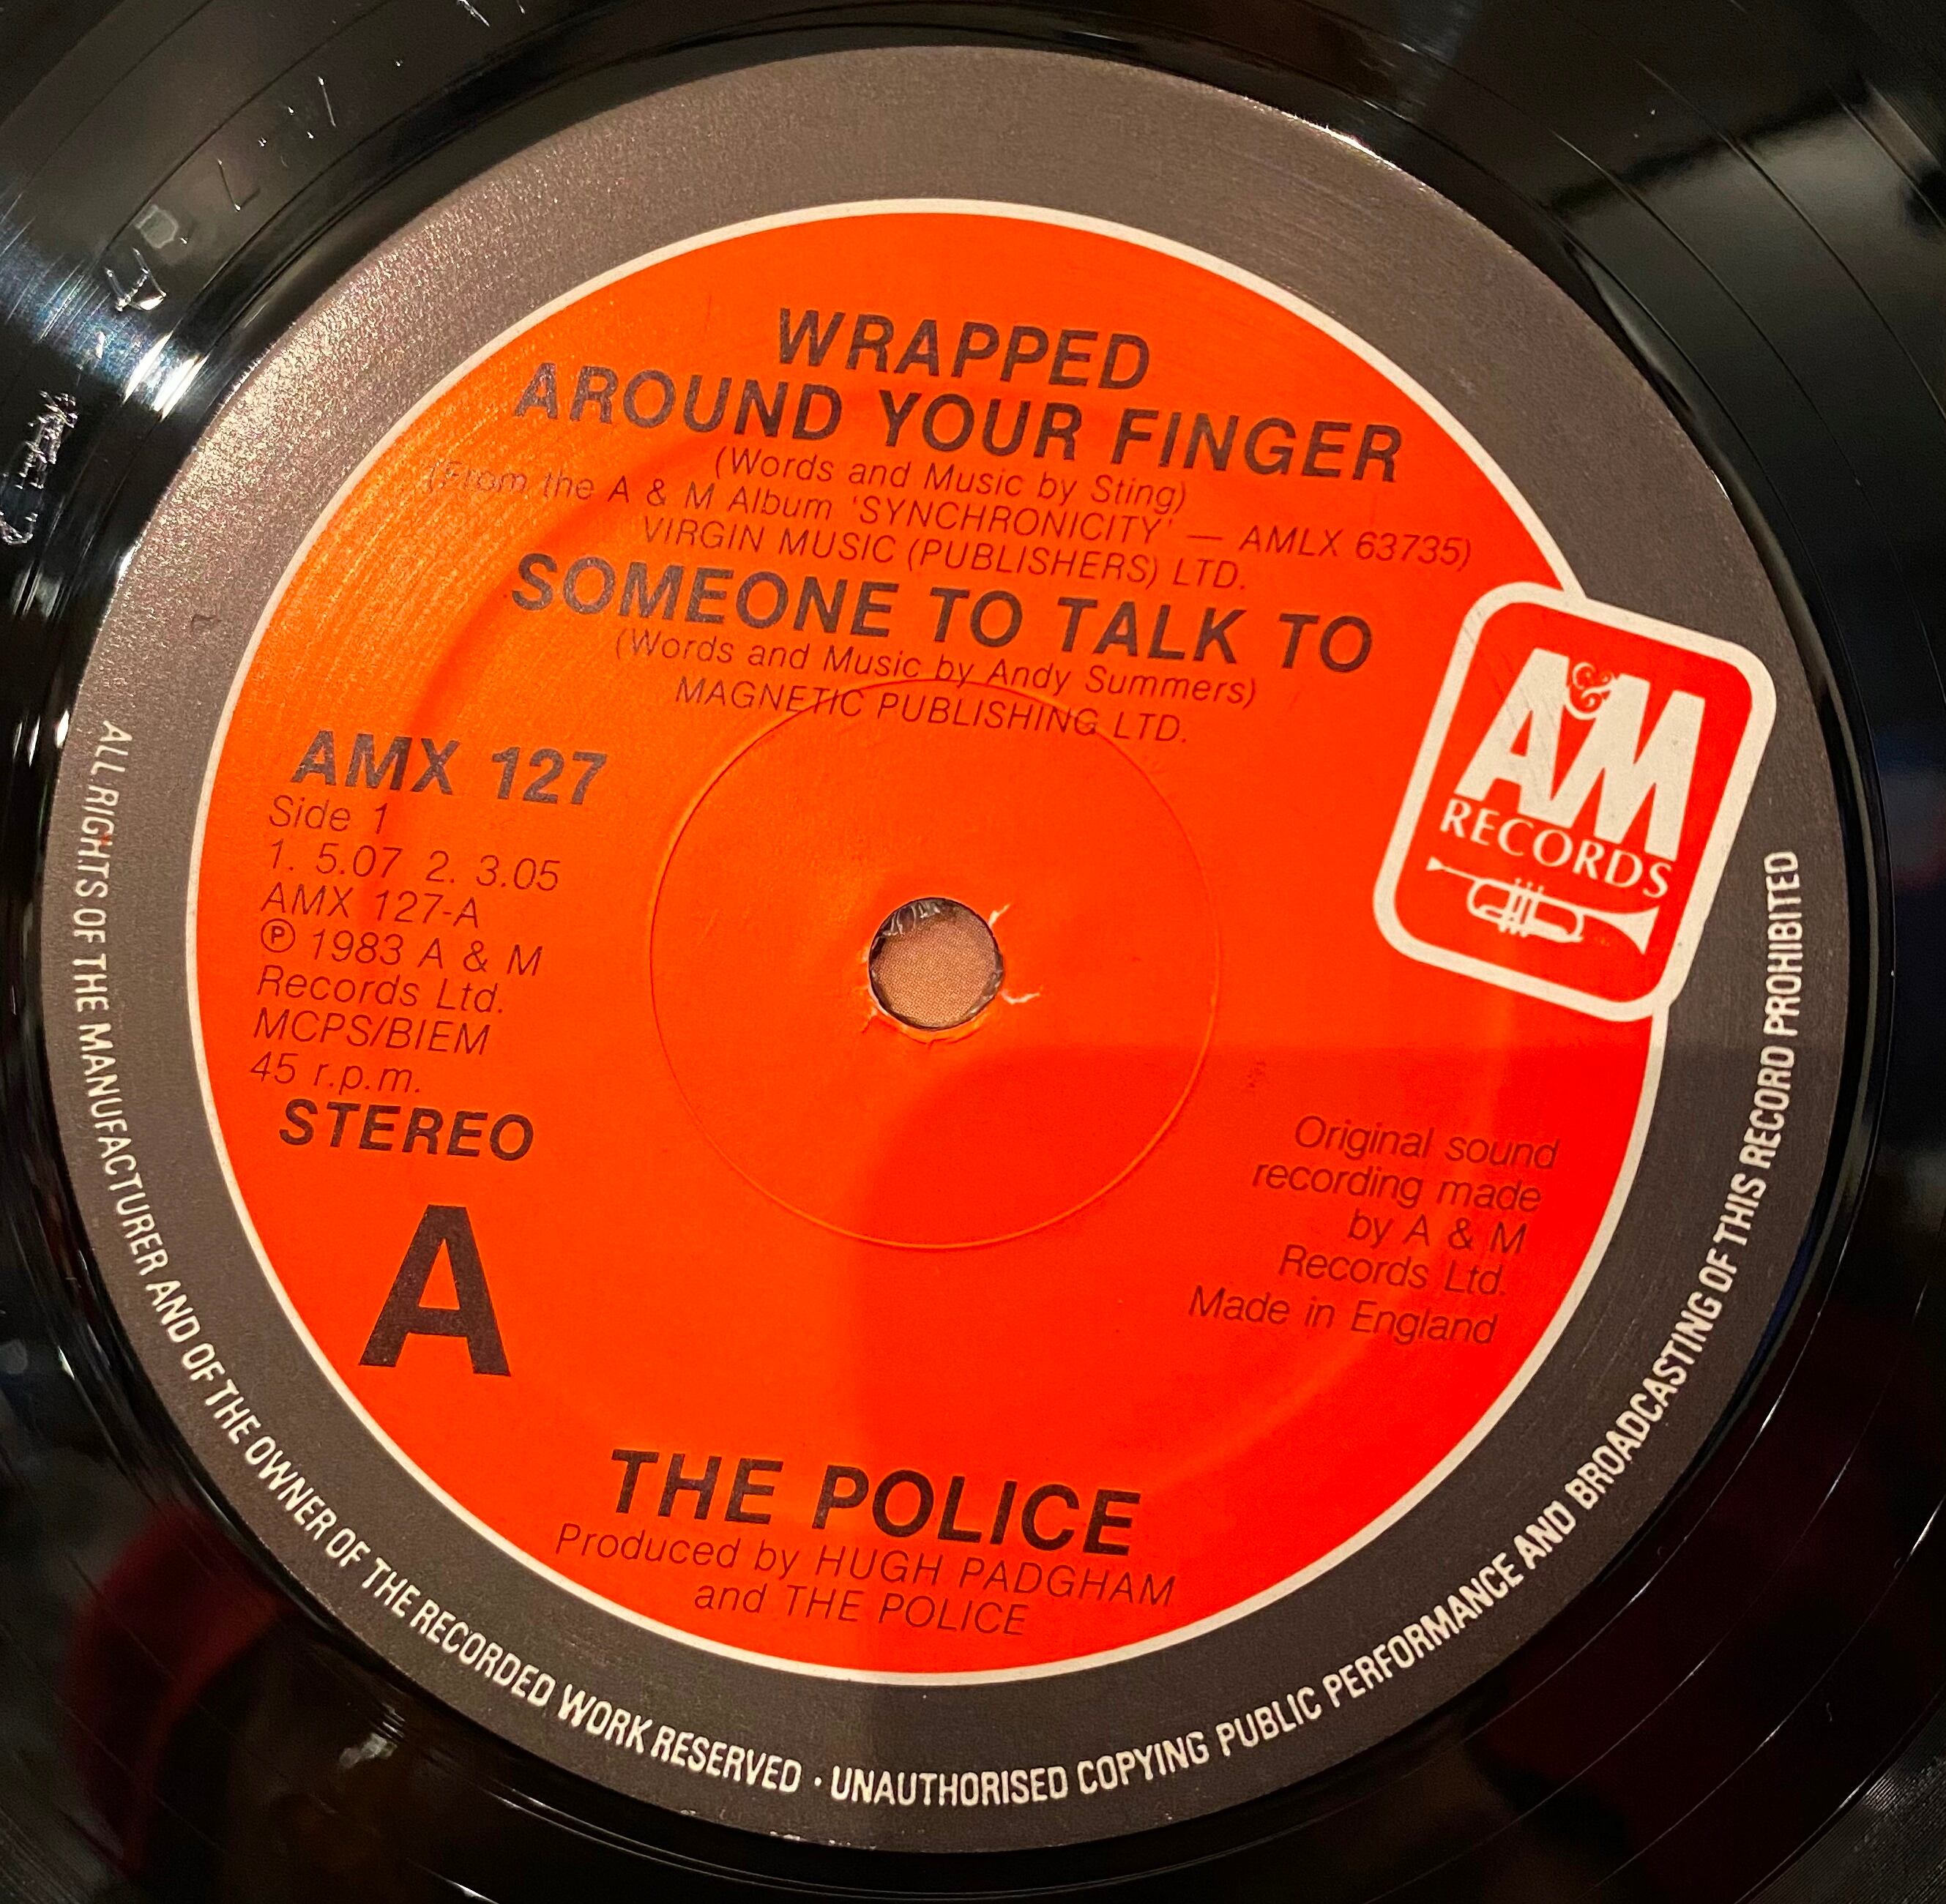 WRAPPED
AROUND YOUR FINGER
(Words and Music by Sting)
(From the A & M Album 'SYNCHRONICITY' — AMLX 63735)
VIRGIN MUSIC (PUBLISHERS) LTD.
SOMEONE TO TALK TO
(Words and Music by Andy Summers)
MAGNETIC PUBLISHING LTD.
AMX 127
Side 1
1. 5.07 2. 3.05
AMX 127-A
℗ 1983 A & M
Records Ltd.
MCPS/BIEM
45 r.p.m.
STEREO
A
A&M
RECORDS
Original sound
recording made
by A & M
Records Ltd.
Made in England
THE POLICE
Produced by HUGH PADGHAM
and THE POLICE
ALL RIGHTS OF THE MANUFACTURER AND OF THE OWNER OF THE RECORDED WORK RESERVED · UNAUTHORISED COPYING PUBLIC PERFORMANCE AND BROADCASTING OF THIS RECORD PROHIBITED